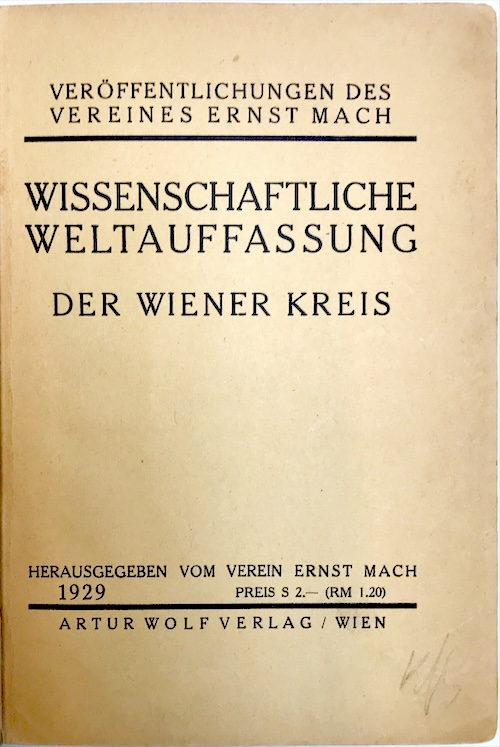 VERÖFFENTLICHUNGEN DES
VEREINES ERNST MACH
WISSENSCHAFTLICHE
WELTAUFFASSUNG
DER WIENER KREIS
HERAUSGEGEBEN VOM VEREIN ERNST MACH
1929 PREIS S 2.— (RM 1.20)
ARTUR WOLF VERLAG / WIEN